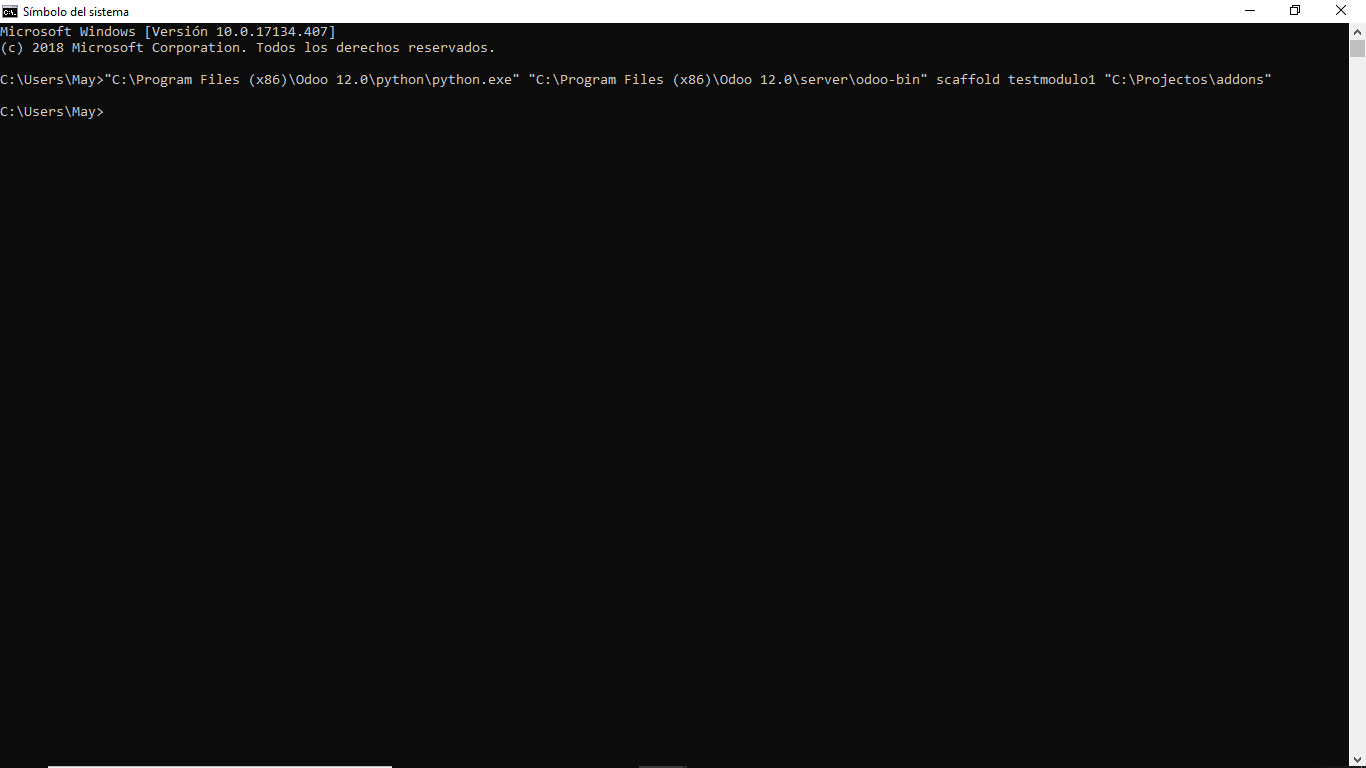 Símbolo del sistema
Microsoft Windows [Versión 10.0.17134.407]
(c) 2018 Microsoft Corporation. Todos los derechos reservados.
C:\Users\May>"C:\Program Files (x86)\Odoo 12.0\python\python.exe" "C:\Program Files (x86)\Odoo 12.0\server\odoo-bin" scaffold testmodulo1 "C:\Projectos\addons"
C:\Users\May>